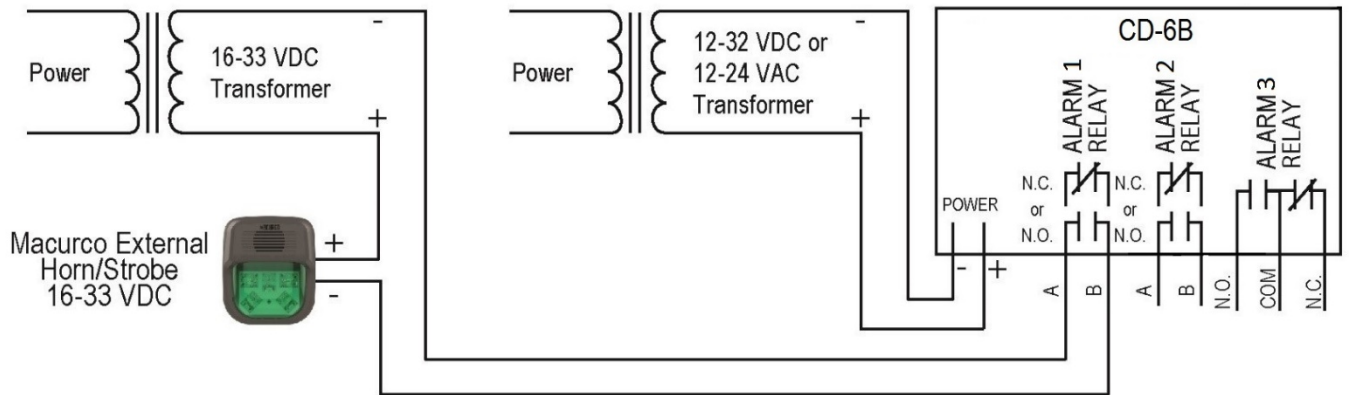 Power
16-33 VDC
Transformer
-
+
Power
12-32 VDC or
12-24 VAC
Transformer
-
+
Macurco External
Horn/Strobe
16-33 VDC
+
-
CD-6B
ALARM 1
RELAY
ALARM 2
RELAY
ALARM 3
RELAY
N.C.
or
N.O.
N.C.
or
N.O.
POWER
-
+
A
B
A
B
N.O.
COM
N.C.